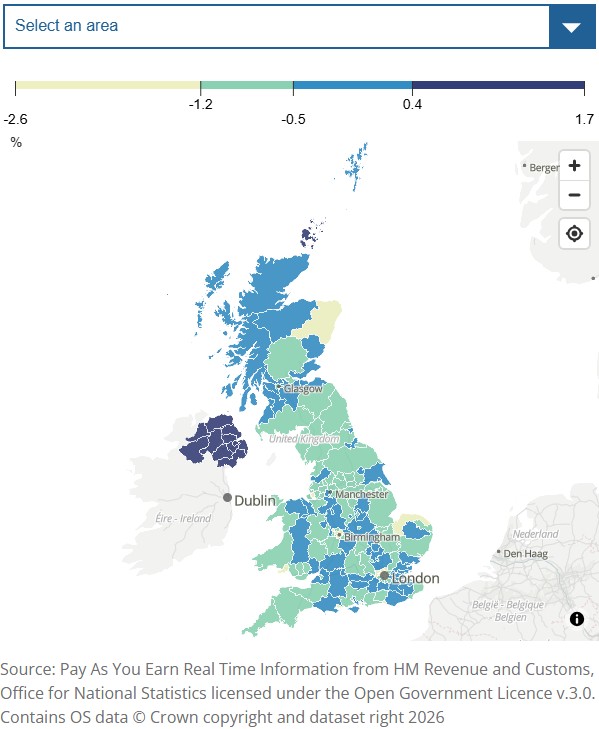 Select an area
-2.6
-1.2
-0.5
0.4
1.7
%
Bergen
+
−
Glasgow
United Kingdom
Manchester
Dublin
Éire - Ireland
Birmingham
Nederland
Den Haag
London
België - Belgique
Belgien
i
Source: Pay As You Earn Real Time Information from HM Revenue and Customs,
Office for National Statistics licensed under the Open Government Licence v.3.0.
Contains OS data © Crown copyright and dataset right 2026